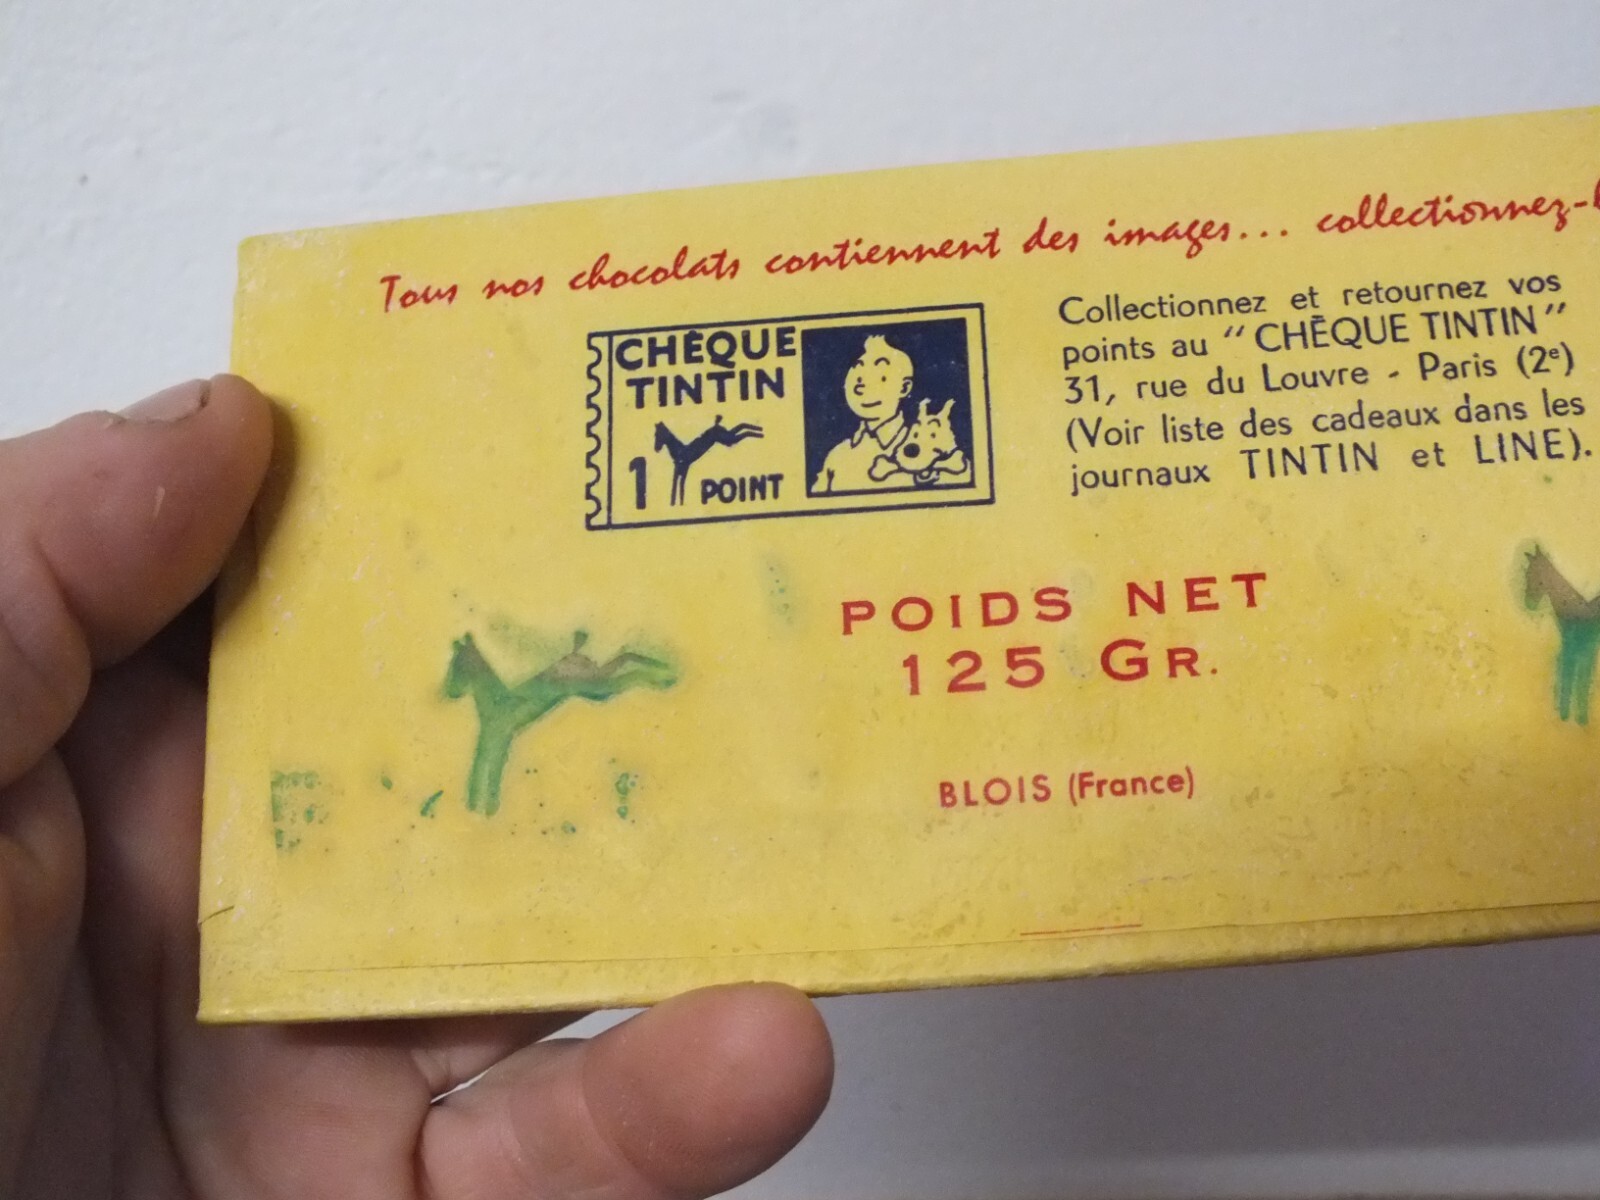 Tous nos chocolats contiennent des images... collectionnez-
CHÈQUE
TINTIN
1 POINT
Collectionnez et retournez vos
points au “CHÈQUE TINTIN”
31, rue du Louvre - Paris (2e)
(Voir liste des cadeaux dans les
journaux TINTIN et LINE).
POIDS NET
125 GR.
BLOIS (France)